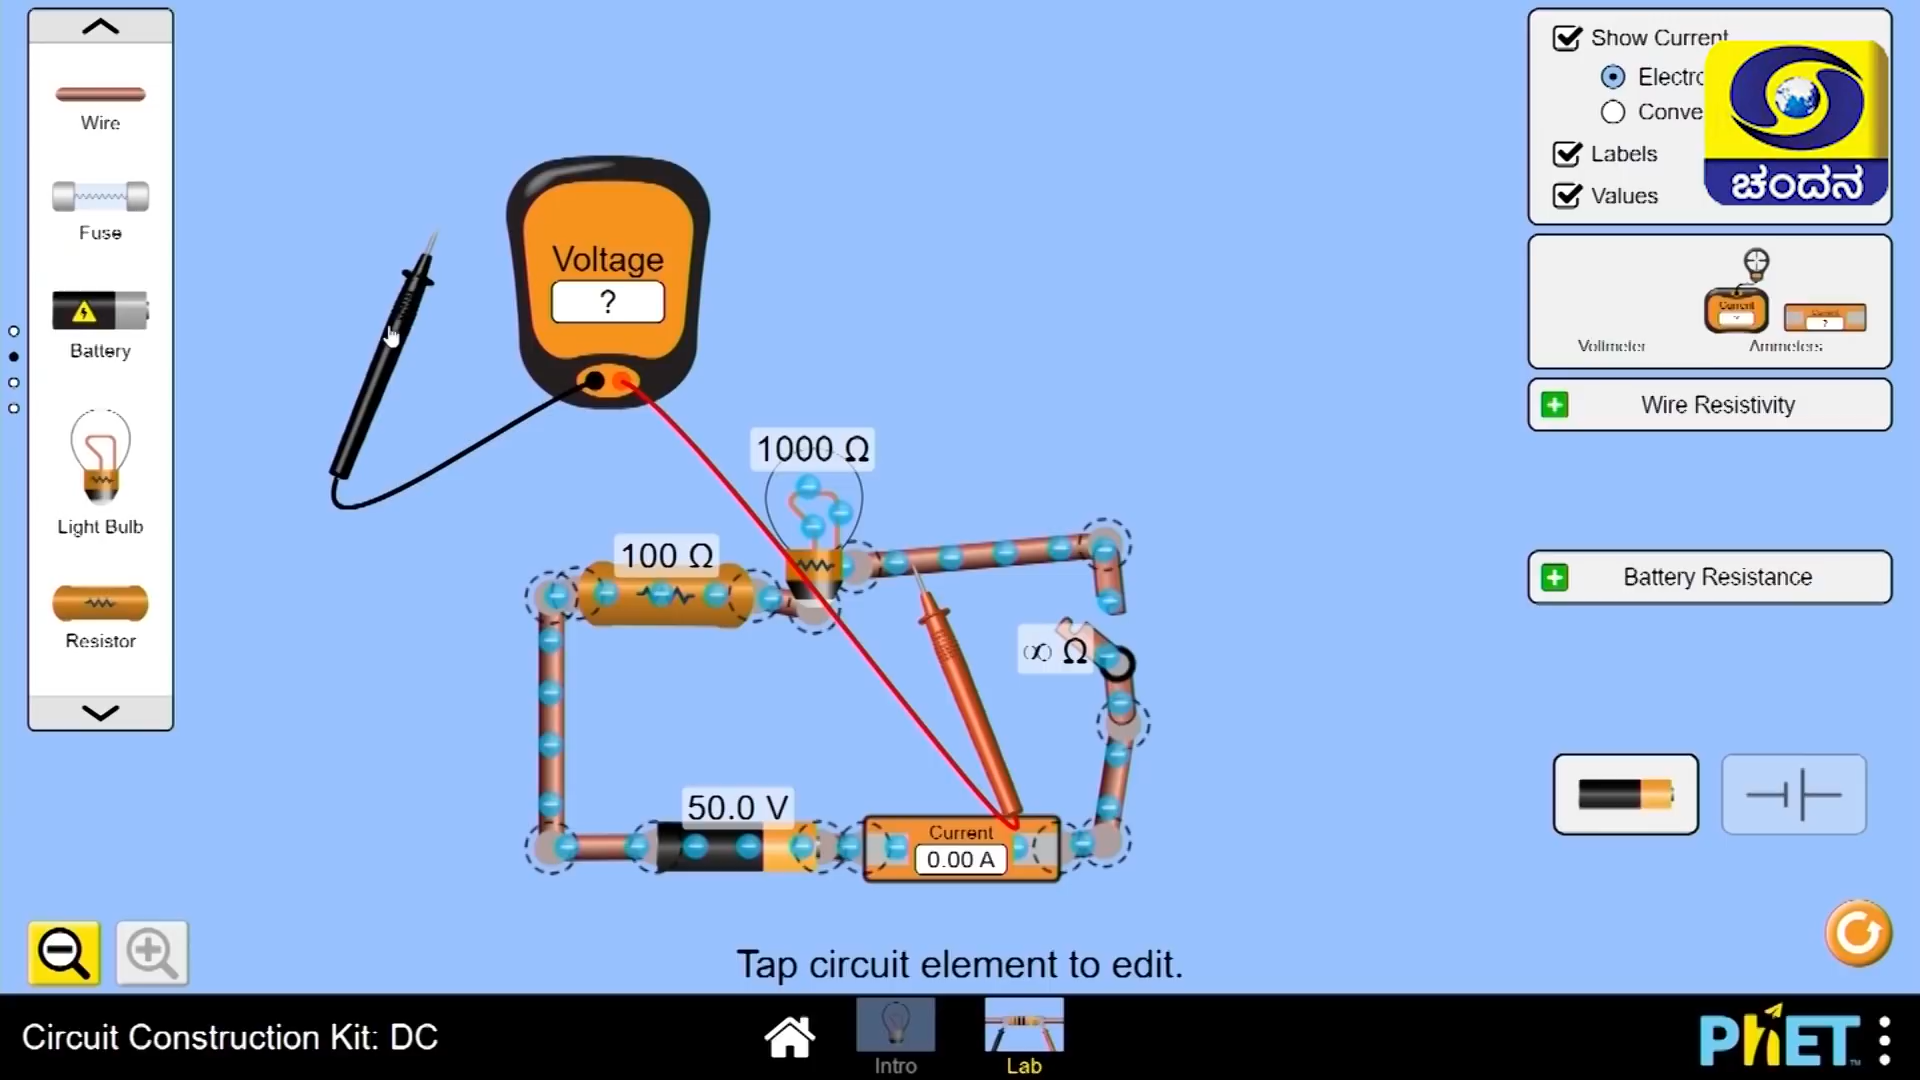 Wire
Fuse
Battery
Light Bulb
Resistor
Voltage
?
1000 Ω
100 Ω
∞ Ω
50.0 V
Current
0.00 A
Tap circuit element to edit.
Show Current
Electro
Conve
Labels
Values
ಚಂದನ
Current
Current
?
Voltmeter
Ammeters
Wire Resistivity
Battery Resistance
Circuit Construction Kit: DC
Intro
Lab
PhET